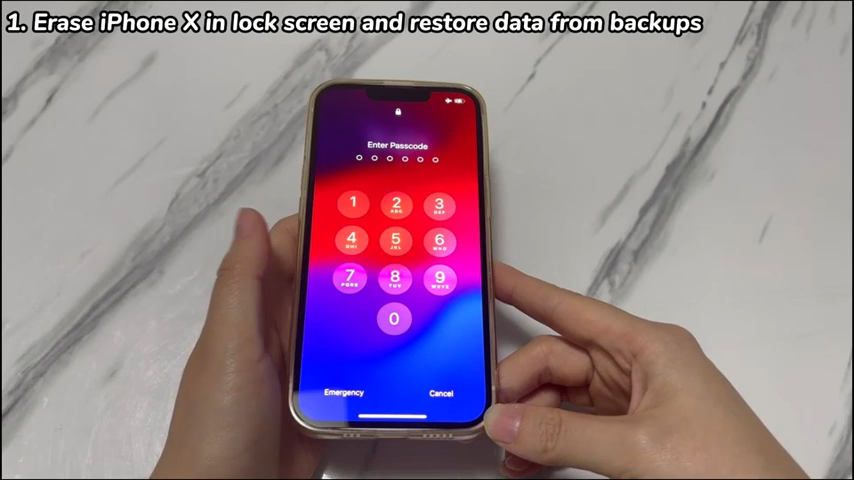 1. Erase iPhone X in lock screen and restore data from backups
Enter Passcode
1 2 3
ABC DEF
4 5 6
GHI JKL MNO
7 8 9
PQRS TUV WXYZ
0
Emergency Cancel